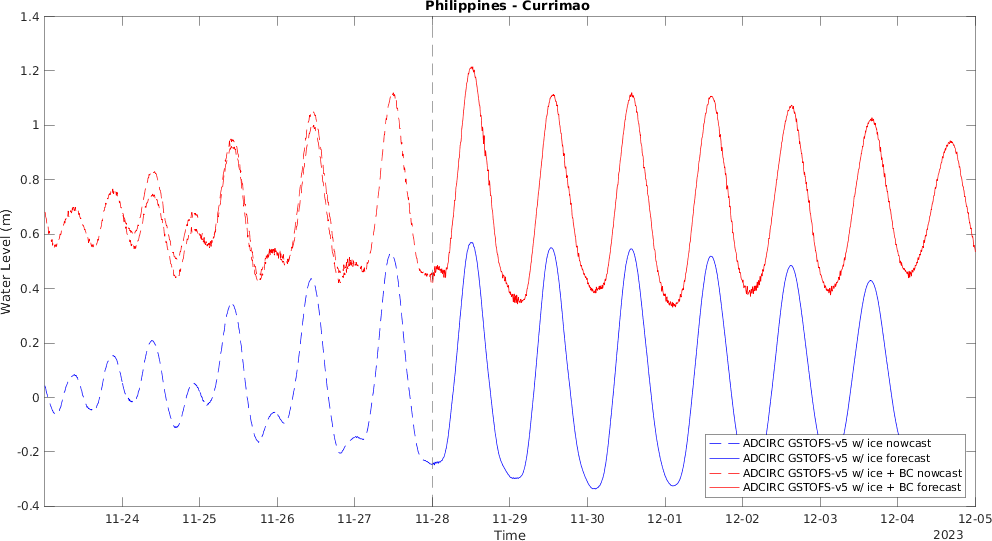 Philippines - Currimao
1.4
1.2
1
0.8
0.6
0.4
0.2
0
-0.2
-0.4
Water Level (m)
ADCIRC GSTOFS-v5 w/ ice nowcast
ADCIRC GSTOFS-v5 w/ ice forecast
ADCIRC GSTOFS-v5 w/ ice + BC nowcast
ADCIRC GSTOFS-v5 w/ ice + BC forecast
11-24 11-25 11-26 11-27 11-28 11-29 11-30 12-01 12-02 12-03 12-04 12-05
Time
2023